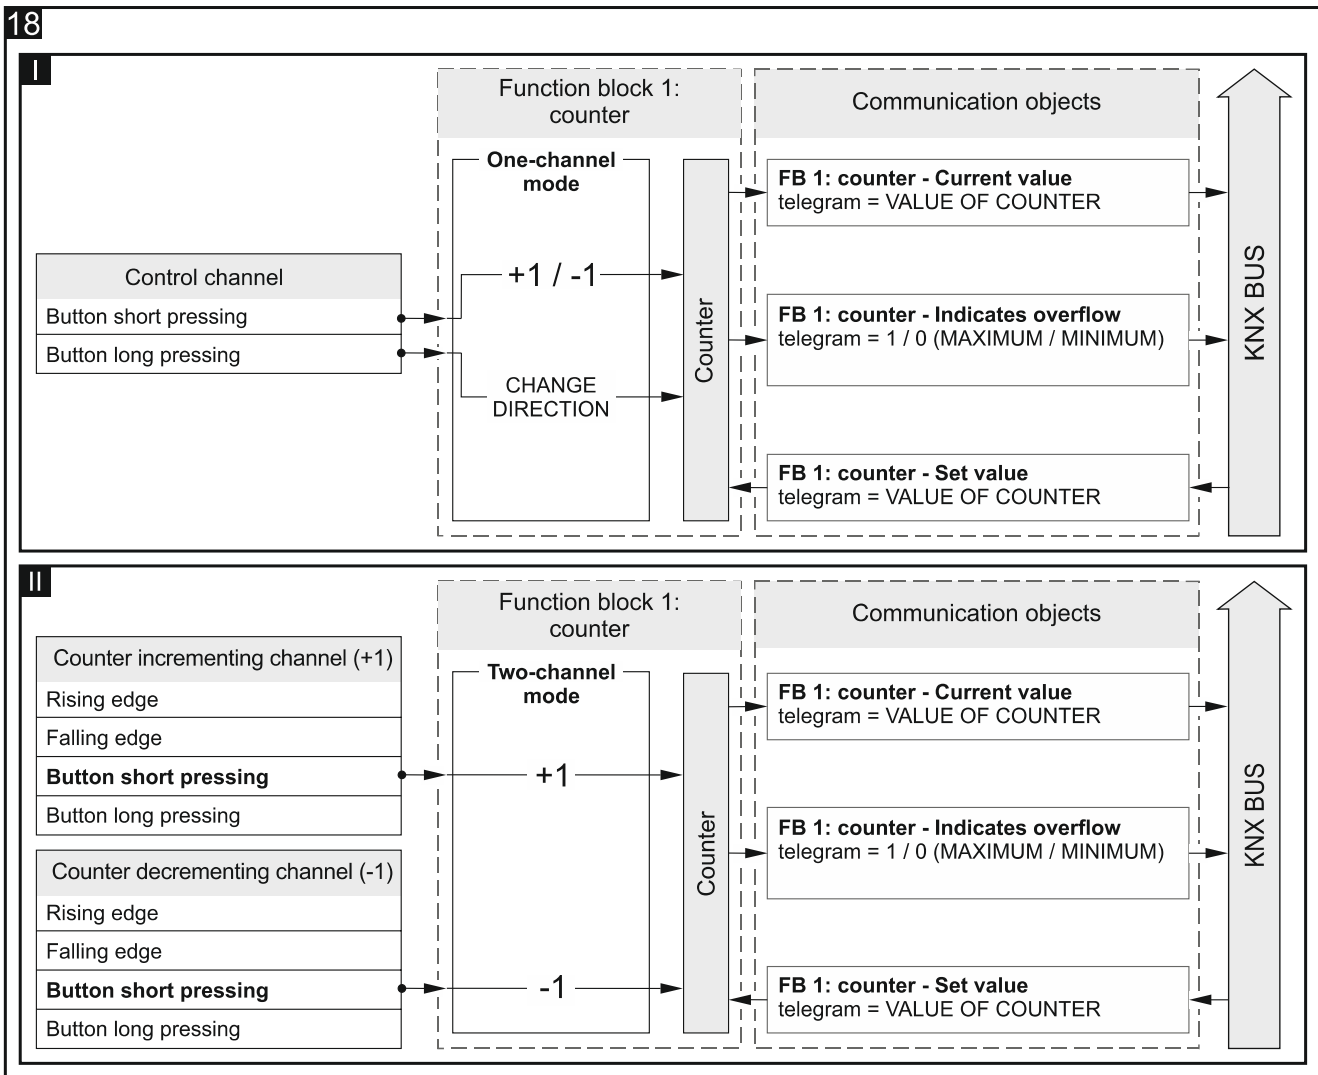 18
I
Function block 1:
counter
Communication objects
One-channel
mode
FB 1: counter - Current value
telegram = VALUE OF COUNTER
Control channel
Button short pressing
Button long pressing
+1 / -1
CHANGE
DIRECTION
Counter
FB 1: counter - Indicates overflow
telegram = 1 / 0 (MAXIMUM / MINIMUM)
FB 1: counter - Set value
telegram = VALUE OF COUNTER
KNX BUS
II
Function block 1:
counter
Communication objects
Counter incrementing channel (+1)
Rising edge
Falling edge
Button short pressing
Button long pressing
Counter decrementing channel (-1)
Rising edge
Falling edge
Button short pressing
Button long pressing
Two-channel
mode
+1
-1
Counter
FB 1: counter - Current value
telegram = VALUE OF COUNTER
FB 1: counter - Indicates overflow
telegram = 1 / 0 (MAXIMUM / MINIMUM)
FB 1: counter - Set value
telegram = VALUE OF COUNTER
KNX BUS